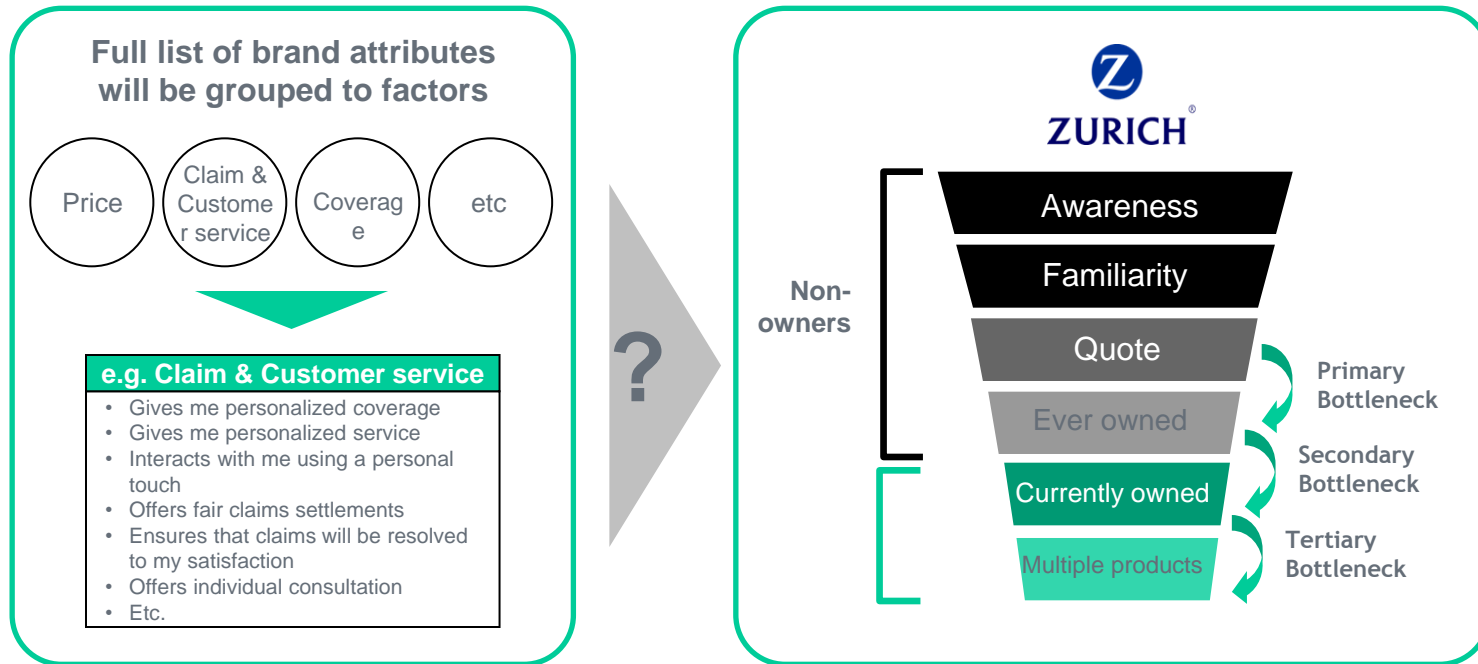 Full list of brand attributes
will be grouped to factors
Price
Claim &
Custome
r service
Coverag
e
etc
e.g. Claim & Customer service
• Gives me personalized coverage
• Gives me personalized service
• Interacts with me using a personal
touch
• Offers fair claims settlements
• Ensures that claims will be resolved
to my satisfaction
• Offers individual consultation
• Etc.
?
Z
ZURICH®
Non-
owners
Awareness
Familiarity
Quote
Ever owned
Currently owned
Multiple products
Primary
Bottleneck
Secondary
Bottleneck
Tertiary
Bottleneck